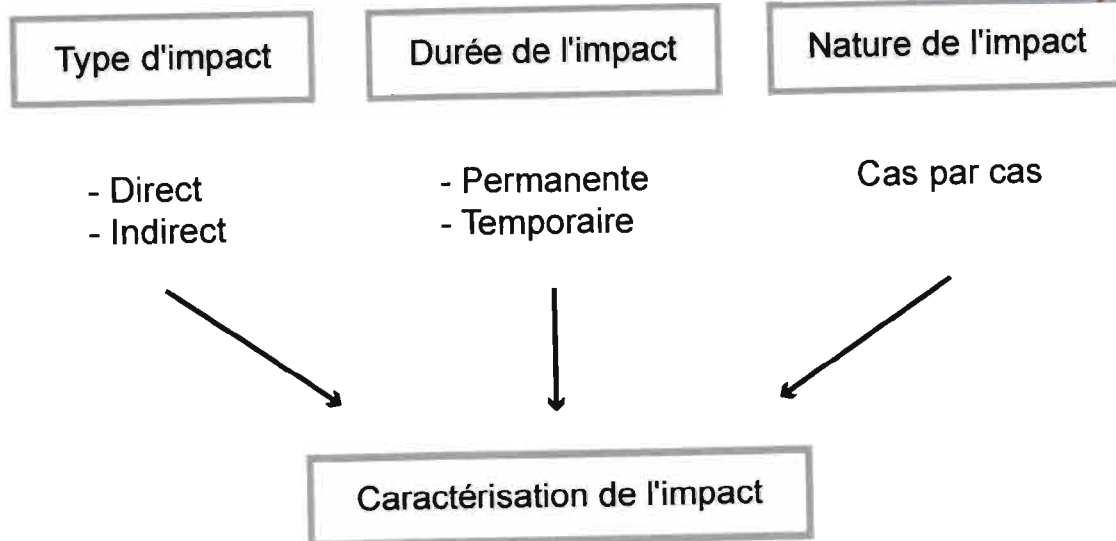 Type d'impact
Durée de l'impact
Nature de l'impact
- Direct
- Indirect
- Permanente
- Temporaire
Cas par cas
Caractérisation de l'impact